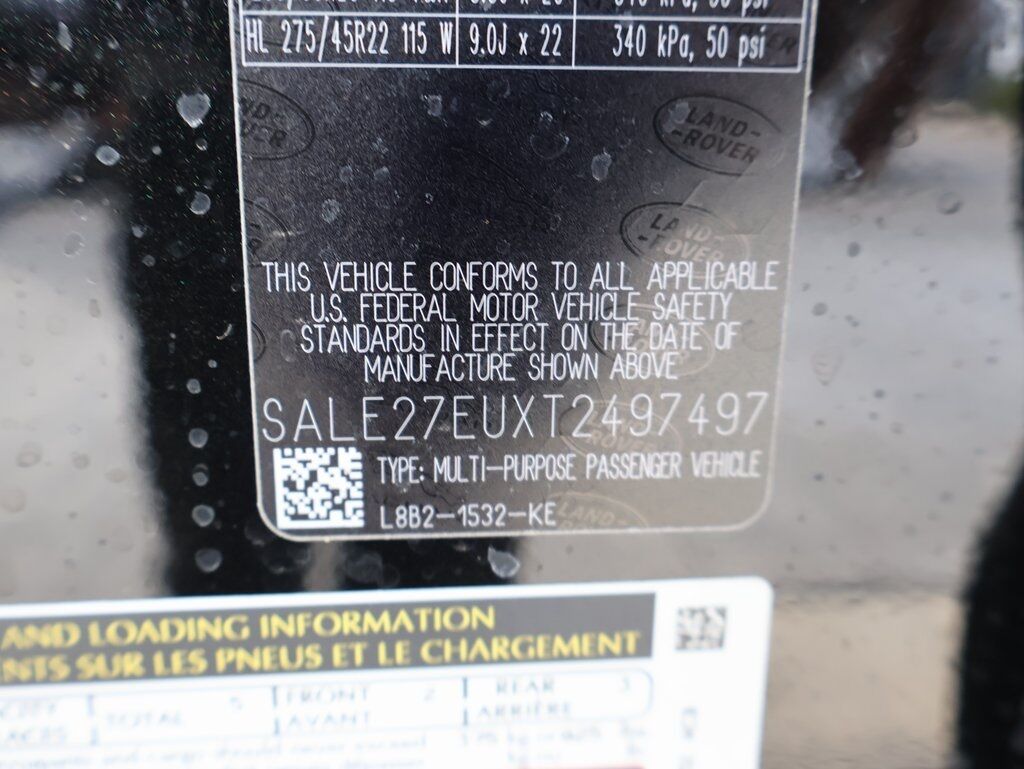 HL 275/45R22 115 W 9.0J x 22 340 kPa, 50 psi
LAND-
-ROVER
LAND-
-ROVER
THIS VEHICLE CONFORMS TO ALL APPLICABLE
U.S. FEDERAL MOTOR VEHICLE SAFETY
STANDARDS IN EFFECT ON THE DATE OF
MANUFACTURE SHOWN ABOVE
SALE27EUXT2497497
TYPE: MULTI-PURPOSE PASSENGER VEHICLE
L8B2-1532-KE
LAND-
AND LOADING INFORMATION
NTS SUR LES PNEUS ET LE CHARGEMENT
TOTAL 5 FRONT 2 REAR 3
AVANT ARRIÈRE